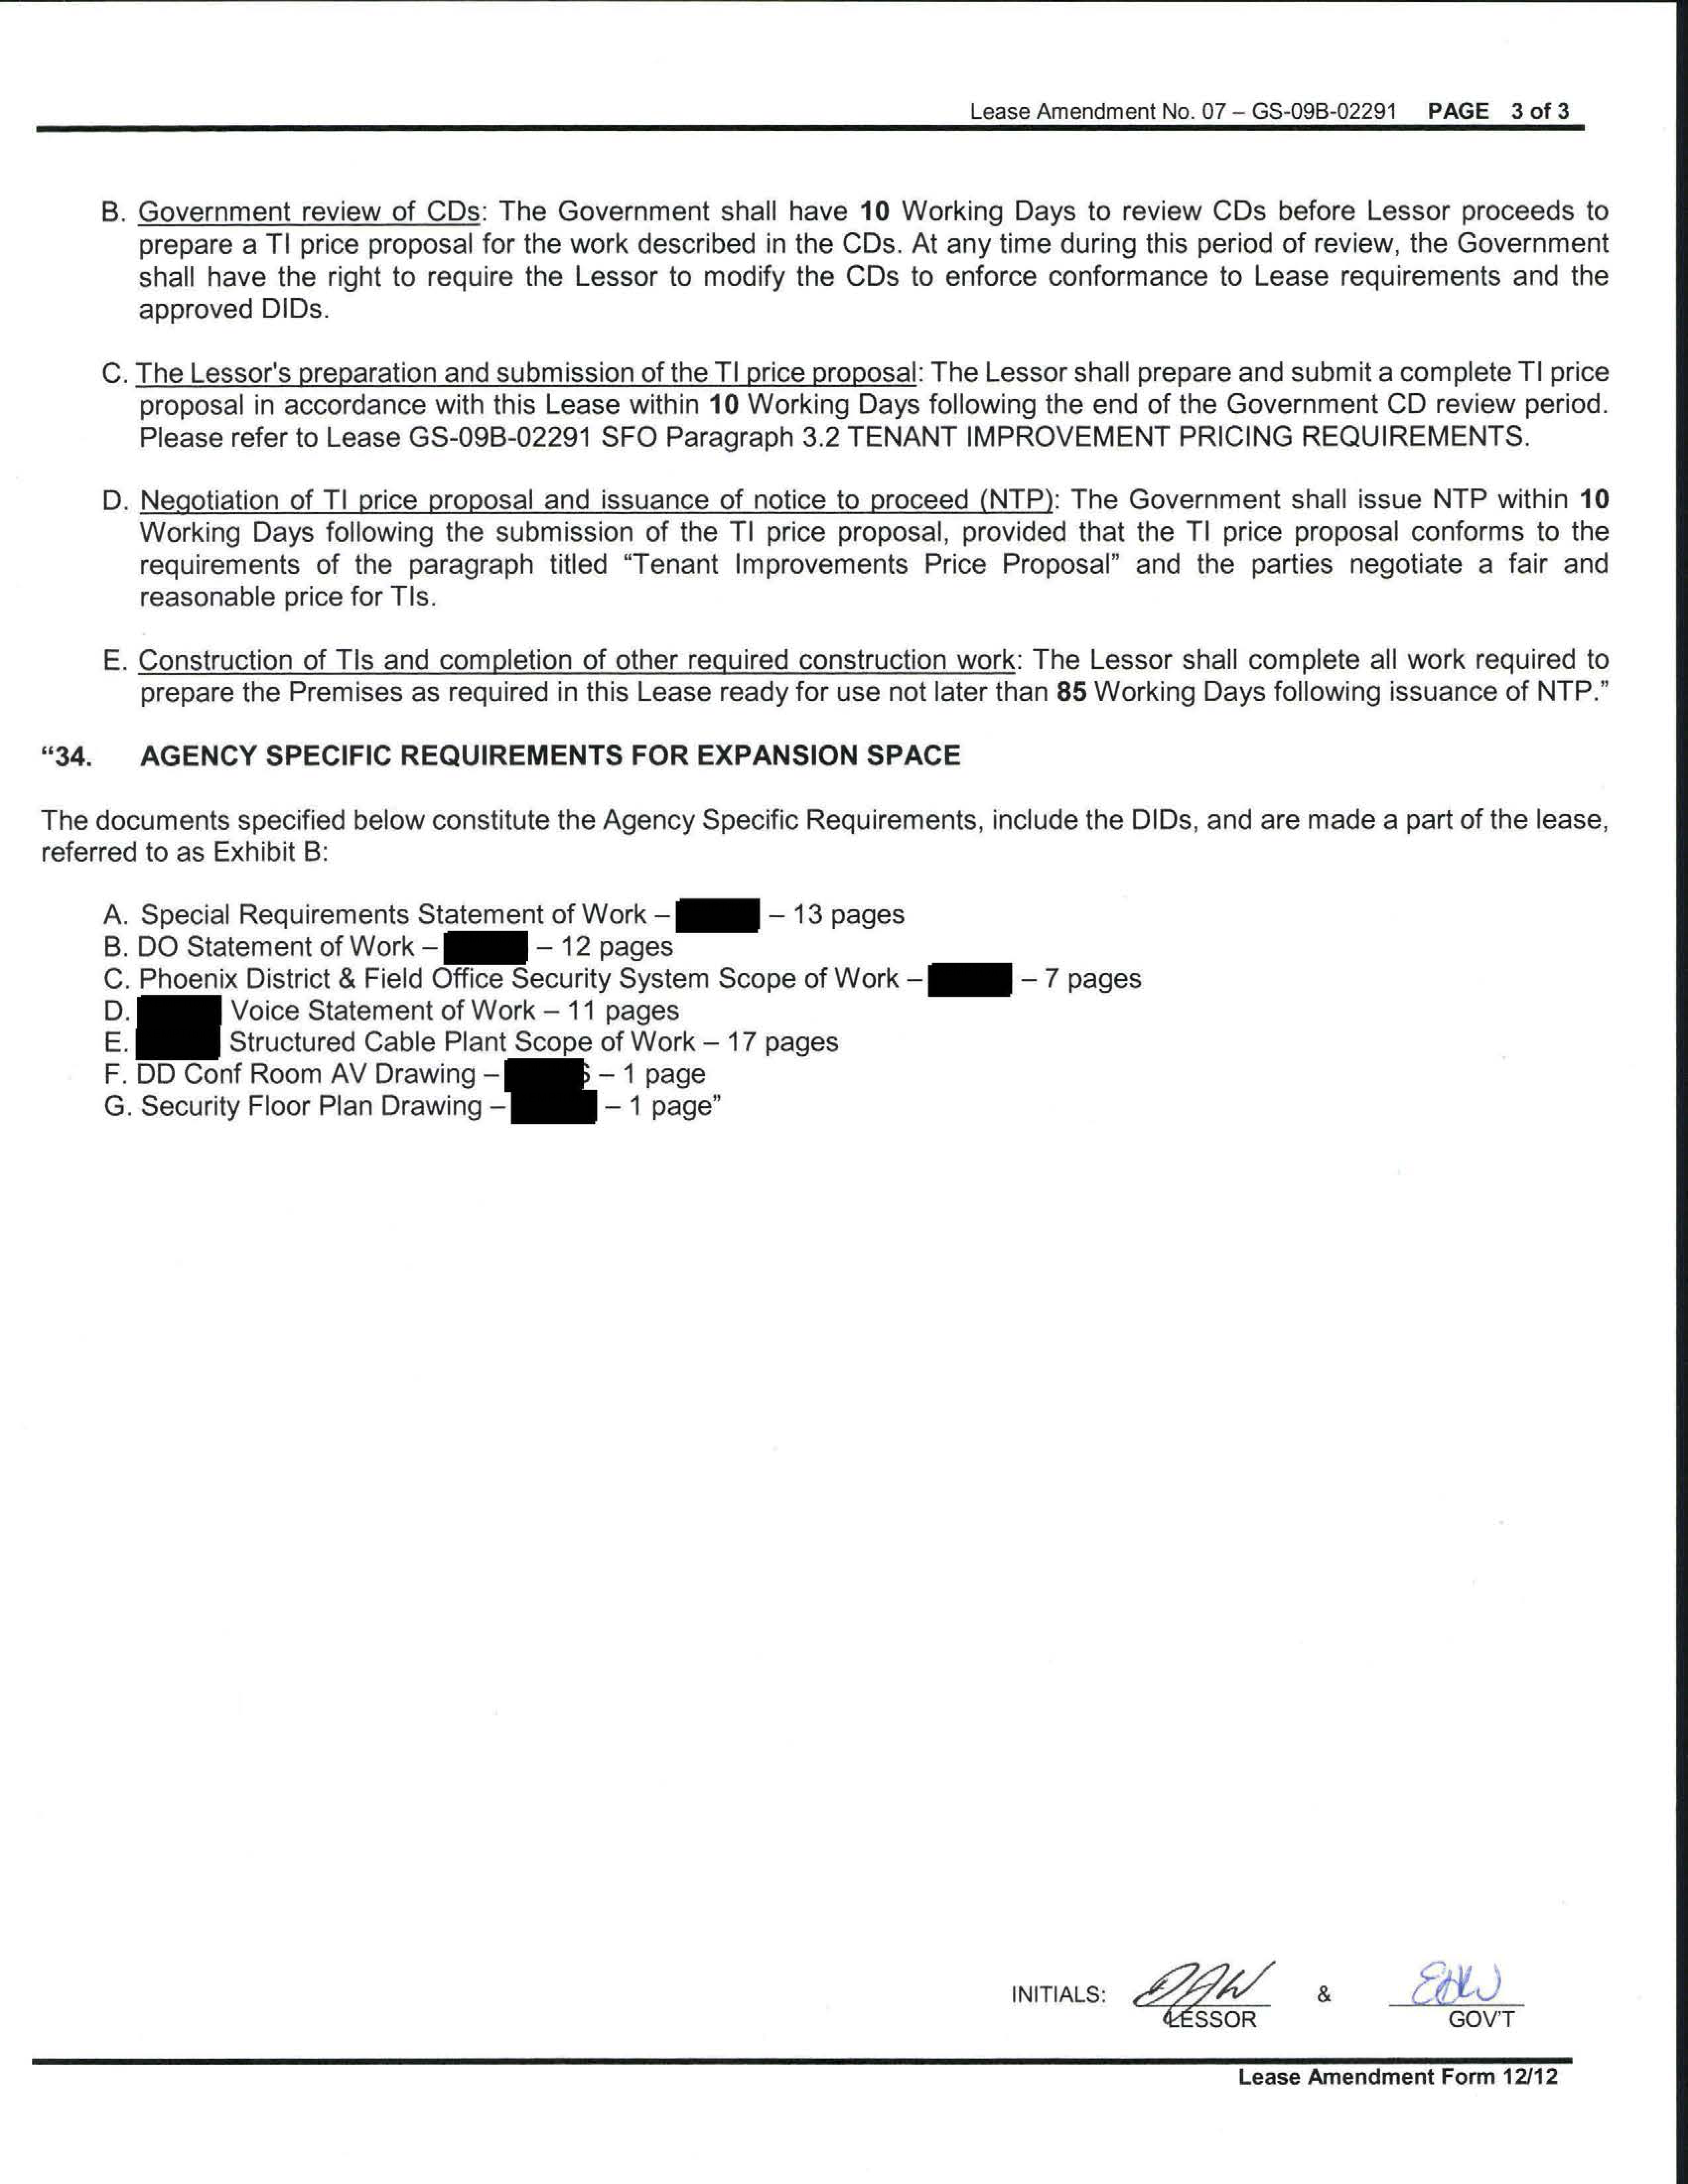 Lease Amendment No. 07 – GS-09B-02291 PAGE 3 of 3
B. Government review of CDs: The Government shall have 10 Working Days to review CDs before Lessor proceeds to
prepare a TI price proposal for the work described in the CDs. At any time during this period of review, the Government
shall have the right to require the Lessor to modify the CDs to enforce conformance to Lease requirements and the
approved DIDs.
C. The Lessor's preparation and submission of the TI price proposal: The Lessor shall prepare and submit a complete TI price
proposal in accordance with this Lease within 10 Working Days following the end of the Government CD review period.
Please refer to Lease GS-09B-02291 SFO Paragraph 3.2 TENANT IMPROVEMENT PRICING REQUIREMENTS.
D. Negotiation of TI price proposal and issuance of notice to proceed (NTP): The Government shall issue NTP within 10
Working Days following the submission of the TI price proposal, provided that the TI price proposal conforms to the
requirements of the paragraph titled “Tenant Improvements Price Proposal” and the parties negotiate a fair and
reasonable price for TIs.
E. Construction of TIs and completion of other required construction work: The Lessor shall complete all work required to
prepare the Premises as required in this Lease ready for use not later than 85 Working Days following issuance of NTP.”
“34. AGENCY SPECIFIC REQUIREMENTS FOR EXPANSION SPACE
The documents specified below constitute the Agency Specific Requirements, include the DIDs, and are made a part of the lease,
referred to as Exhibit B:
A. Special Requirements Statement of Work – – 13 pages
B. DO Statement of Work – – 12 pages
C. Phoenix District & Field Office Security System Scope of Work – – 7 pages
D. Voice Statement of Work – 11 pages
E. Structured Cable Plant Scope of Work – 17 pages
F. DD Conf Room AV Drawing – – 1 page
G. Security Floor Plan Drawing – – 1 page”
INITIALS: & 
LESSOR GOV'T
Lease Amendment Form 12/12